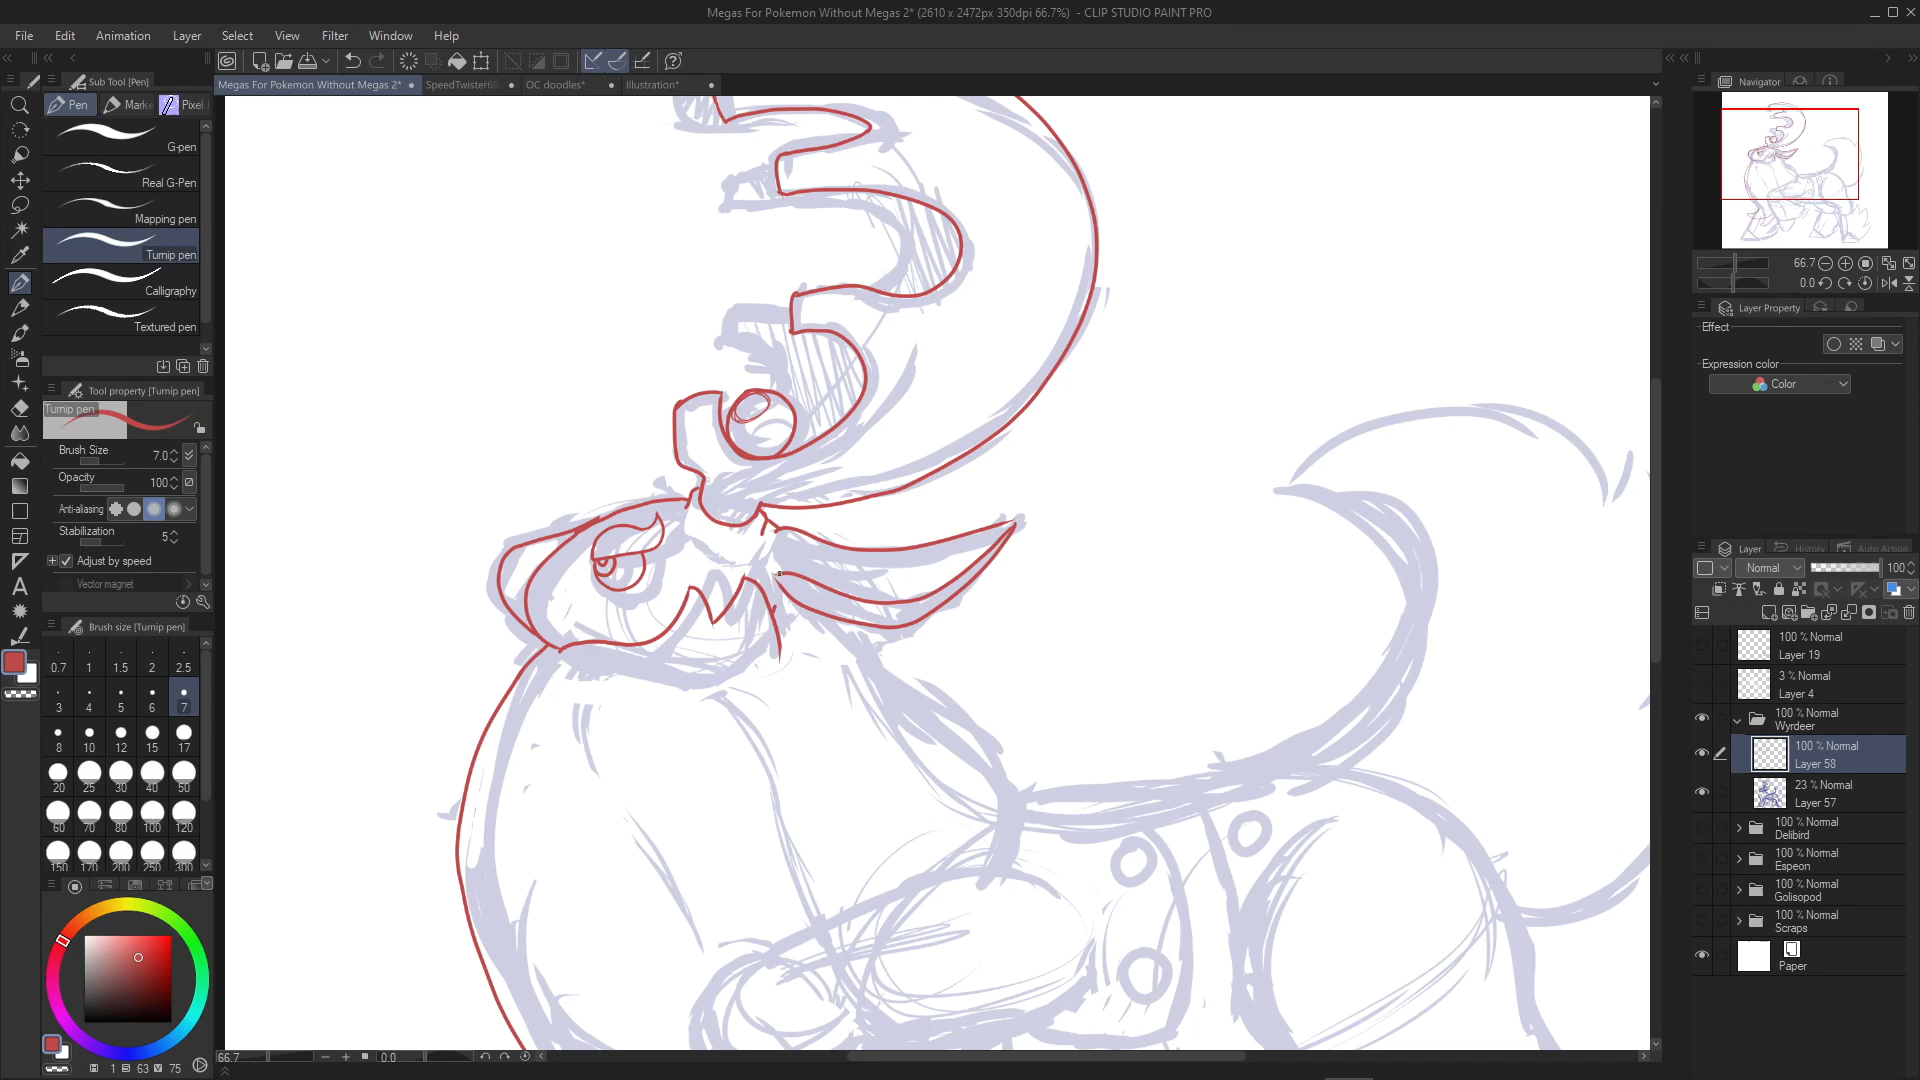 Megas For Pokemon Without Megas 2* (2610 x 2472px 350dpi 66.7%) - CLIP STUDIO PAINT PRO
File Edit Animation Layer Select View Filter Window Help
Sub Tool [Pen]
Megas For Pokemon Without Megas 2* SpeedTwister69 OC doodles* Illustration*
Navigator
Pen Marke Pixel
G-pen
Real G-Pen
Mapping pen
Turnip pen
Calligraphy
Textured pen
Tool property [Turnip pen]
Turnip pen
Brush Size 7.0
Opacity 100
Anti-aliasing
Stabilization 5
Adjust by speed
Vector magnet
Brush size [Turnip pen]
0.7 1 1.5 2 2.5
3 4 5 6 7
8 10 12 15 17
20 25 30 40 50
60 70 80 100 120
150 170 200 250 300
1 63 75
66.7 0.0
66.7
0.0
Layer Property
Effect
Expression color
Color
Layer History Auto Action
Normal 100
100 % Normal
Layer 19
3 % Normal
Layer 4
100 % Normal
Wyrdeer
100 % Normal
Layer 58
23 % Normal
Layer 57
100 % Normal
Delibird
100 % Normal
Espeon
100 % Normal
Golisopod
100 % Normal
Scraps
Paper